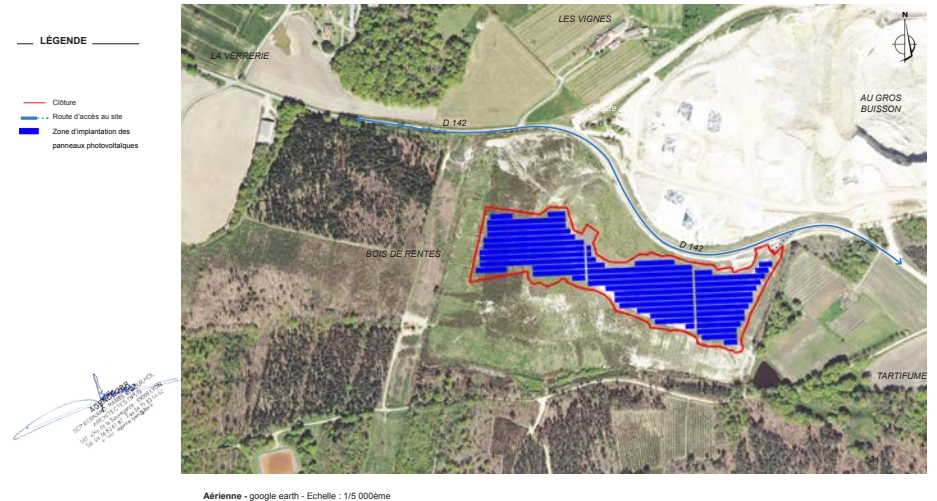 LÉGENDE
Clôture
Route d'accès au site
Zone d'implantation des
panneaux photovoltaïques
LES VIGNES
N
LA VERRERIE
AU GROS
BUISSON
D 142
BOIS DE RENTES
D 142
TARTIFUME
Aérienne - google earth - Echelle : 1/5 000ème